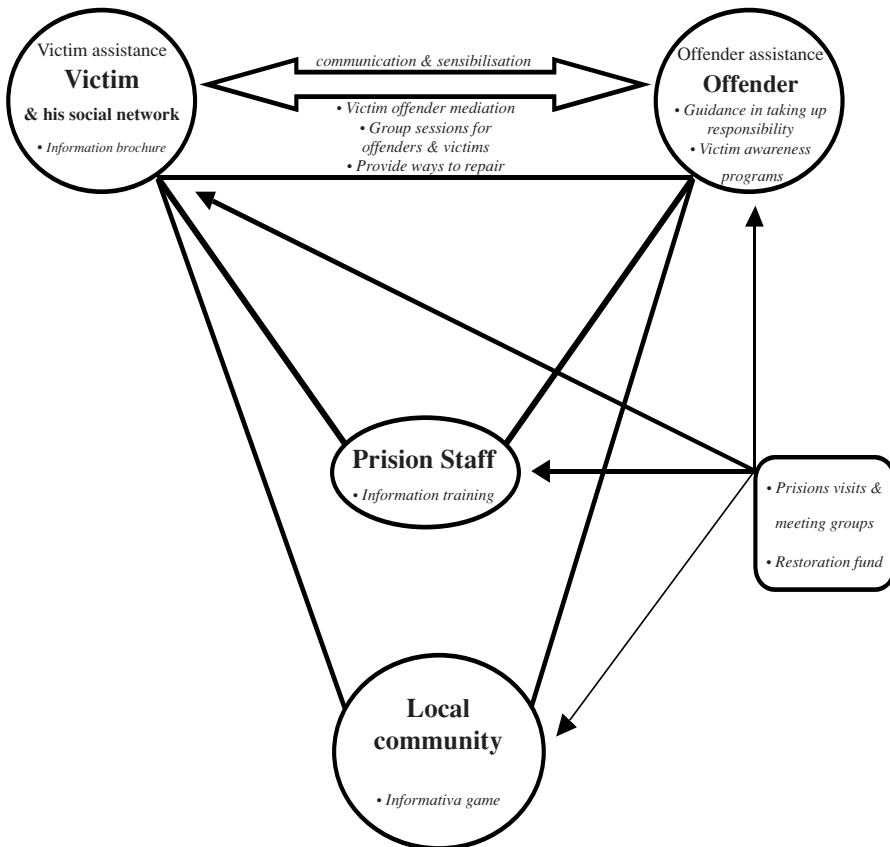 Victim assistance
Victim
& his social network
• Information brochure
communication & sensibilisation
• Victim offender mediation
• Group sessions for
offenders & victims
• Provide ways to repair
Offender assistance
Offender
• Guidance in taking up
responsibility
• Victim awareness
programs
Prision Staff
• Information training
• Prisions visits &
meeting groups
• Restoration fund
Local
community
• Informativa game